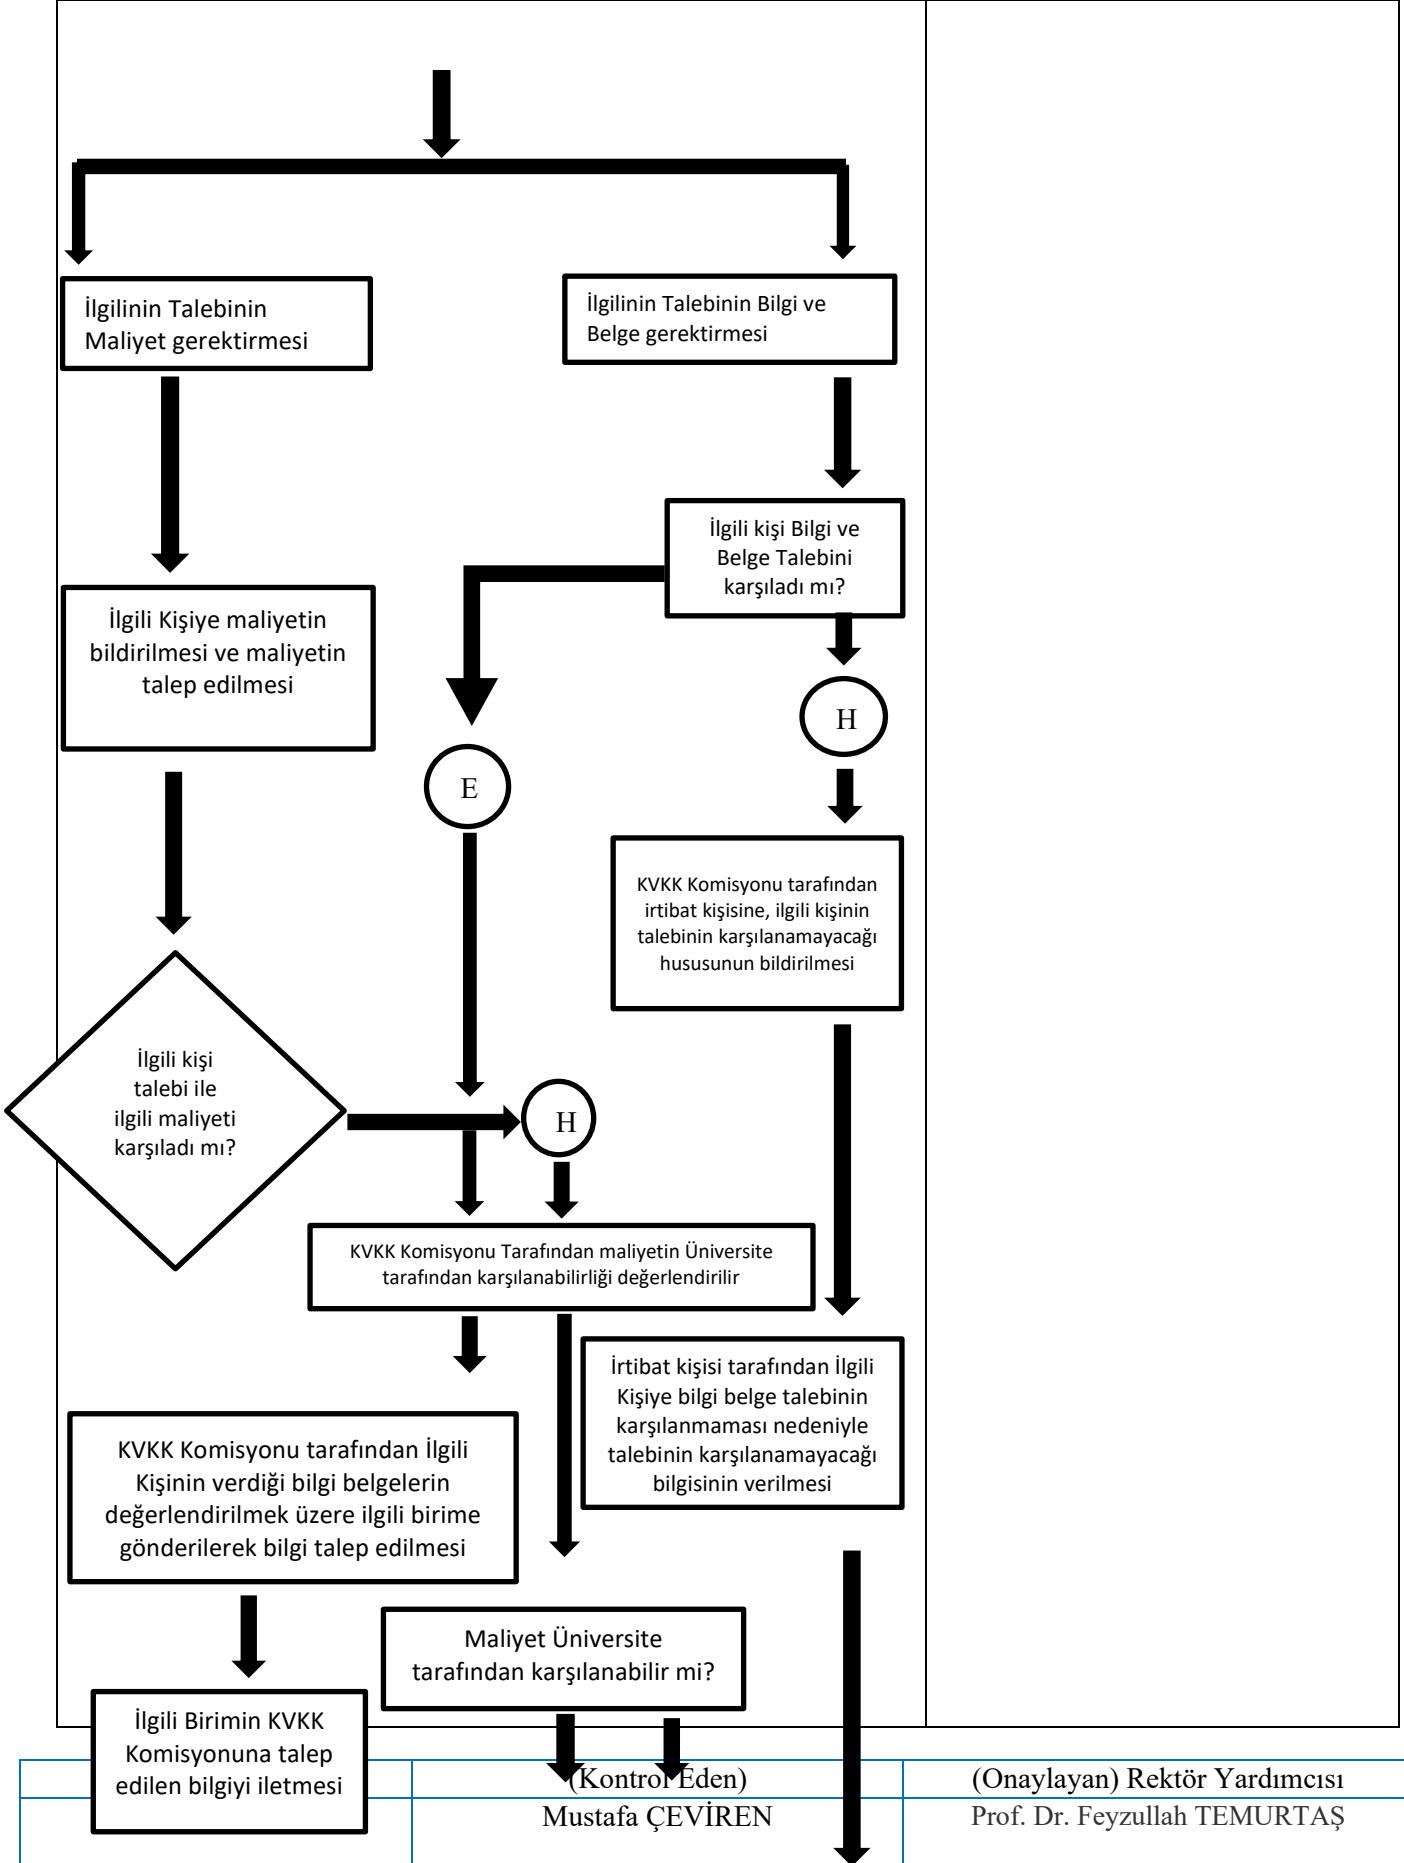 İlgilinin Talebinin
Maliyet gerektirmesi
İlgilinin Talebinin Bilgi ve
Belge gerektirmesi
İlgili kişi Bilgi ve
Belge Talebini
karşıladı mı?
İlgili Kişiye maliyetin
bildirilmesi ve maliyetin
talep edilmesi
H
E
KVKK Komisyonu tarafından
irtibat kişisine, ilgili kişinin
talebinin karşılanamayacağı
hususunun bildirilmesi
İlgili kişi
talebi ile
ilgili maliyeti
karşıladı mı?
H
KVKK Komisyonu Tarafından maliyetin Üniversite
tarafından karşılanabilirliği değerlendirilir
İrtibat kişisi tarafından İlgili
Kişiye bilgi belge talebinin
karşılanmaması nedeniyle
talebinin karşılanamayacağı
bilgisinin verilmesi
KVKK Komisyonu tarafından İlgili
Kişinin verdiği bilgi belgelerin
değerlendirilmek üzere ilgili birime
gönderilerek bilgi talep edilmesi
Maliyet Üniversite
tarafından karşılanabilir mi?
İlgili Birimin KVKK
Komisyonuna talep
edilen bilgiyi iletmesi
(Kontrol Eden)
Mustafa ÇEVİREN
(Onaylayan) Rektör Yardımcısı
Prof. Dr. Feyzullah TEMURTAŞ